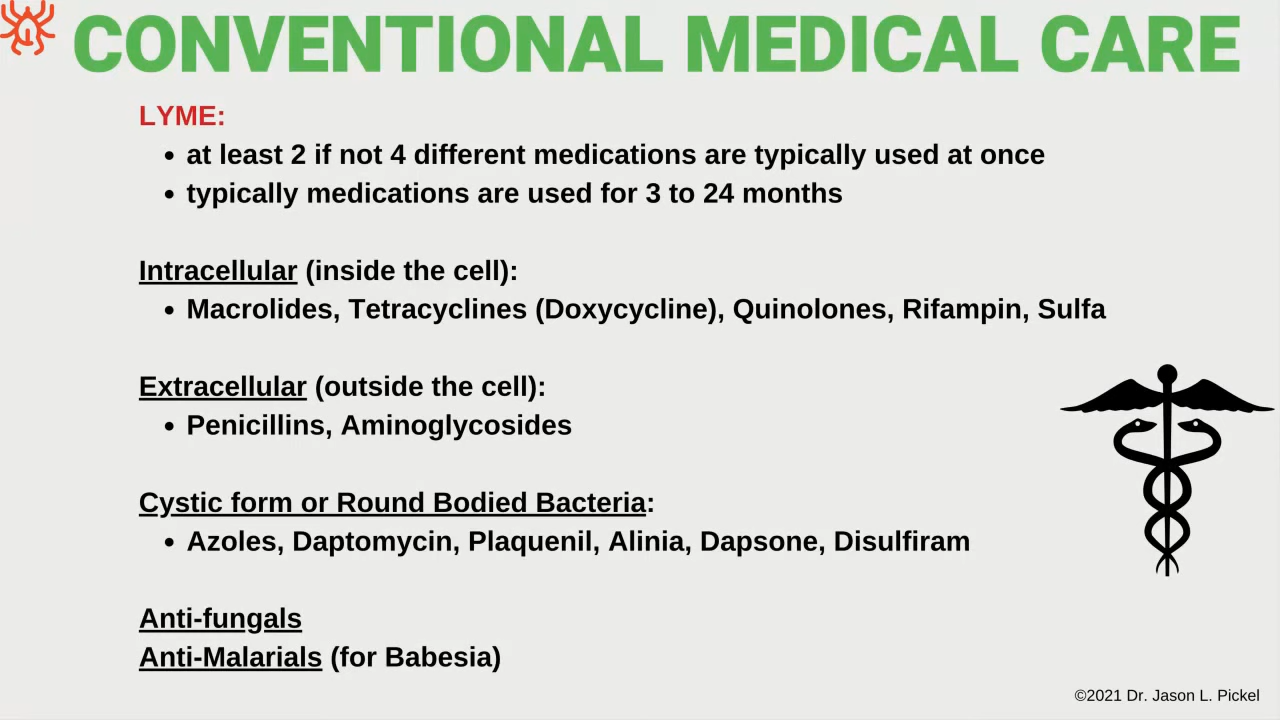 CONVENTIONAL MEDICAL CARE
LYME:
• at least 2 if not 4 different medications are typically used at once
• typically medications are used for 3 to 24 months
Intracellular (inside the cell):
• Macrolides, Tetracyclines (Doxycycline), Quinolones, Rifampin, Sulfa
Extracellular (outside the cell):
• Penicillins, Aminoglycosides
Cystic form or Round Bodied Bacteria:
• Azoles, Daptomycin, Plaquenil, Alinia, Dapsone, Disulfiram
Anti-fungals
Anti-Malarials (for Babesia)
©2021 Dr. Jason L. Pickel